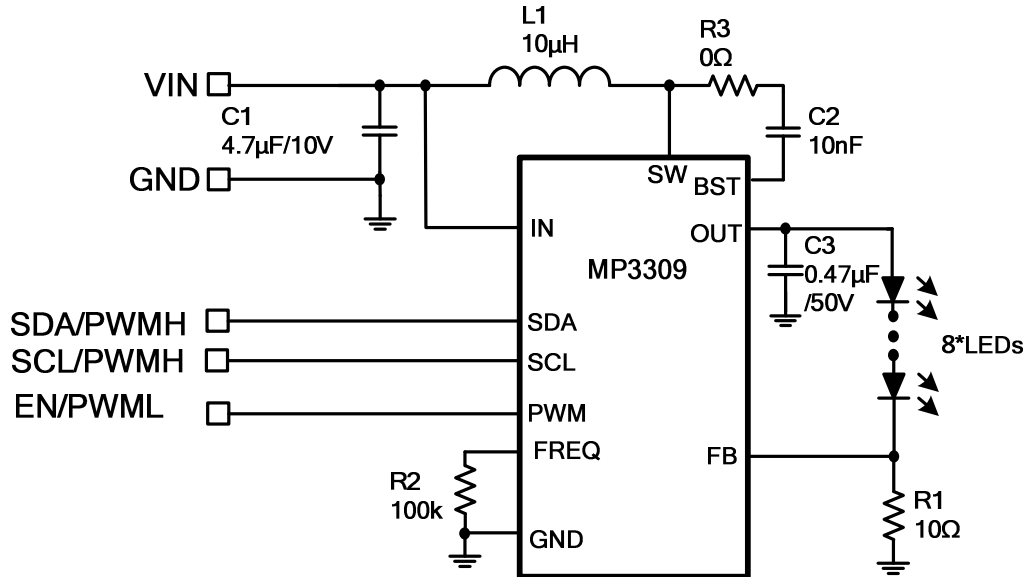 L1
10µH
R3
0Ω
VIN
C1
4.7µF/10V
C2
10nF
GND
SW
BST
IN
OUT
MP3309
C3
0.47µF
/50V
SDA/PWMH
SDA
8*LEDs
SCL/PWMH
SCL
EN/PWML
PWM
FREQ
FB
R2
100k
R1
10Ω
GND